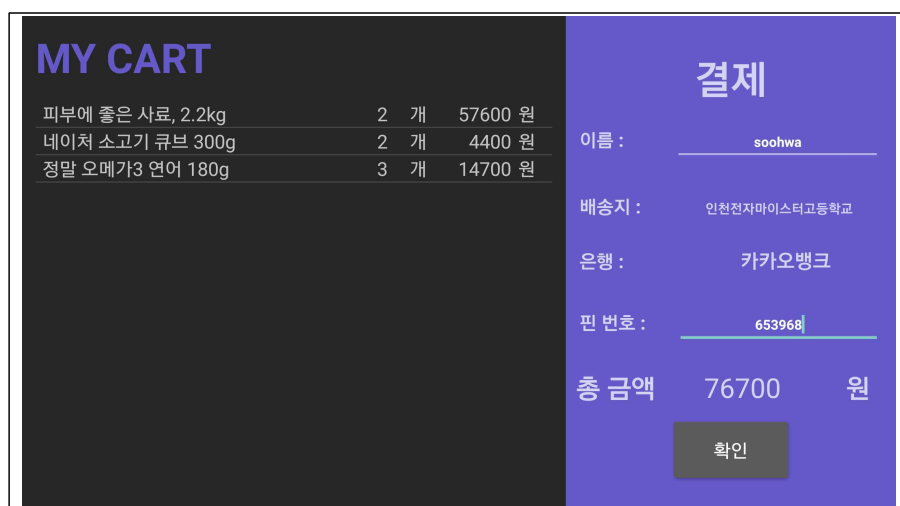 MY CART
피부에 좋은 사료, 2.2kg 2 개 57600 원
네이처 소고기 큐브 300g 2 개 4400 원
정말 오메가3 연어 180g 3 개 14700 원
결제
이름 : soohwa
배송지 : 인천전자마이스터고등학교
은행 : 카카오뱅크
핀 번호 : 653968
총 금액 76700 원
확인